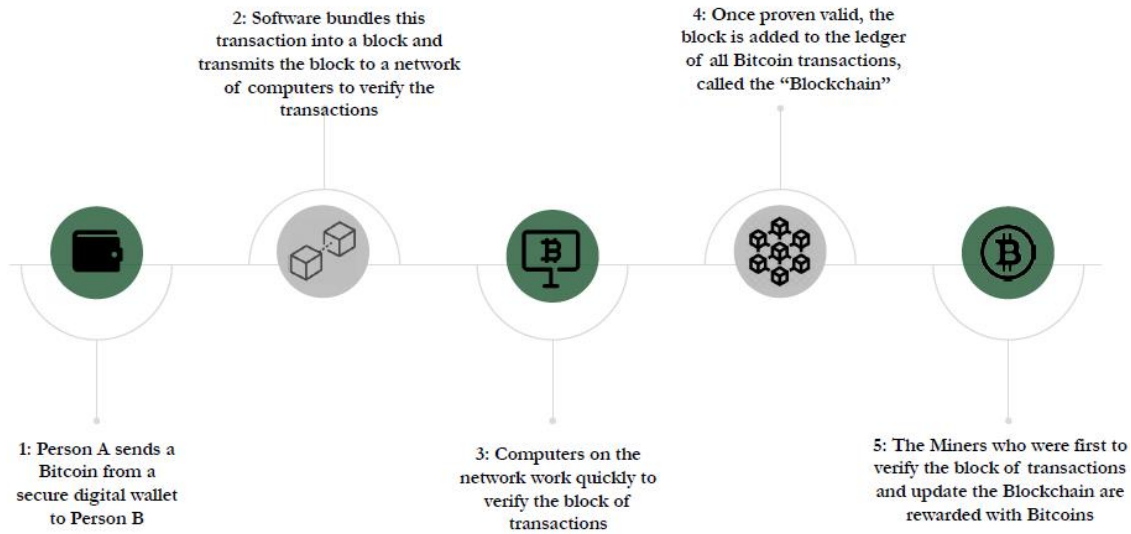 1: Person A sends a
Bitcoin from a
secure digital wallet
to Person B
2: Software bundles this
transaction into a block and
transmits the block to a network
of computers to verify the
transactions
3: Computers on the
network work quickly to
verify the block of
transactions
4: Once proven valid, the
block is added to the ledger
of all Bitcoin transactions,
called the “Blockchain”
5: The Miners who were first to
verify the block of transactions
and update the Blockchain are
rewarded with Bitcoins